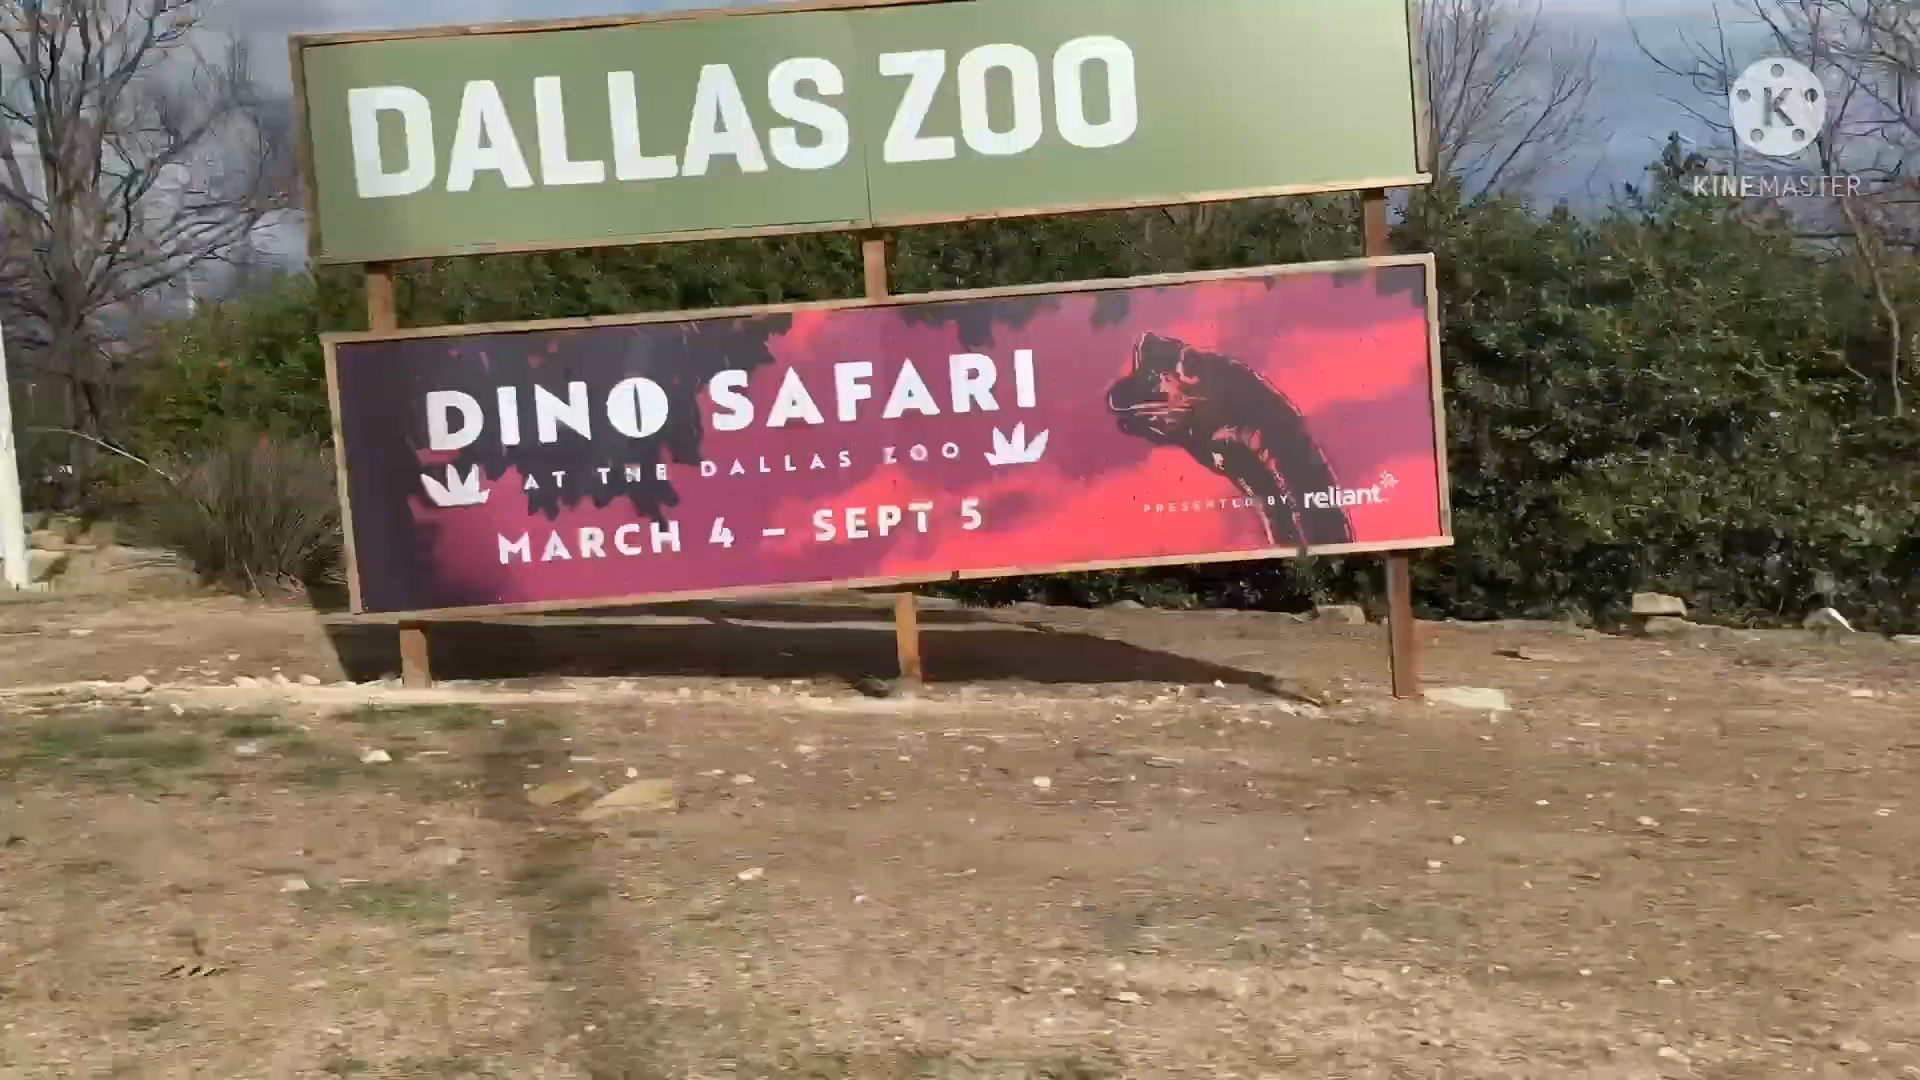 DALLAS ZOO
K
KINEMASTER
DINO SAFARI
AT THE DALLAS ZOO
MARCH 4 – SEPT 5
PRESENTED BY reliant